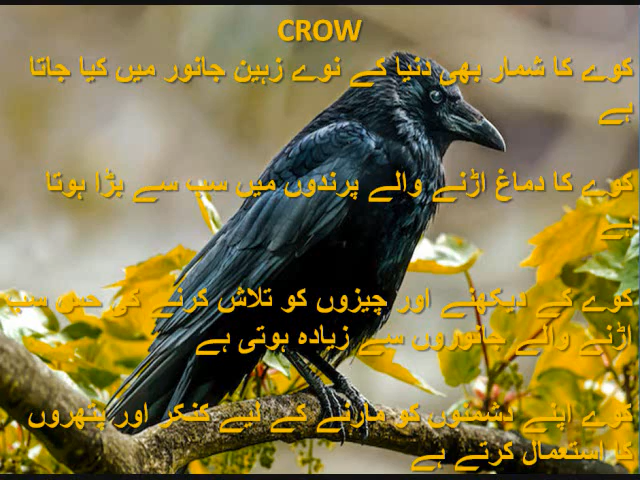 CROW
کوے کا شمار بھی دنیا کے نوے زہین جانور میں کیا جاتا
ہے
کوے کا دماغ اڑنے والے پرندوں میں سب سے بڑا ہوتا
ہے
کوے کے دیکھنے اور چیزوں کو تلاش کرنے کی حس سب
اڑنے والے جانوروں سے زیادہ ہوتی ہے
کوے اپنے دشمنوں کو مارنے کے لیے کنکر اور پتھروں
کا استعمال کرتے ہے